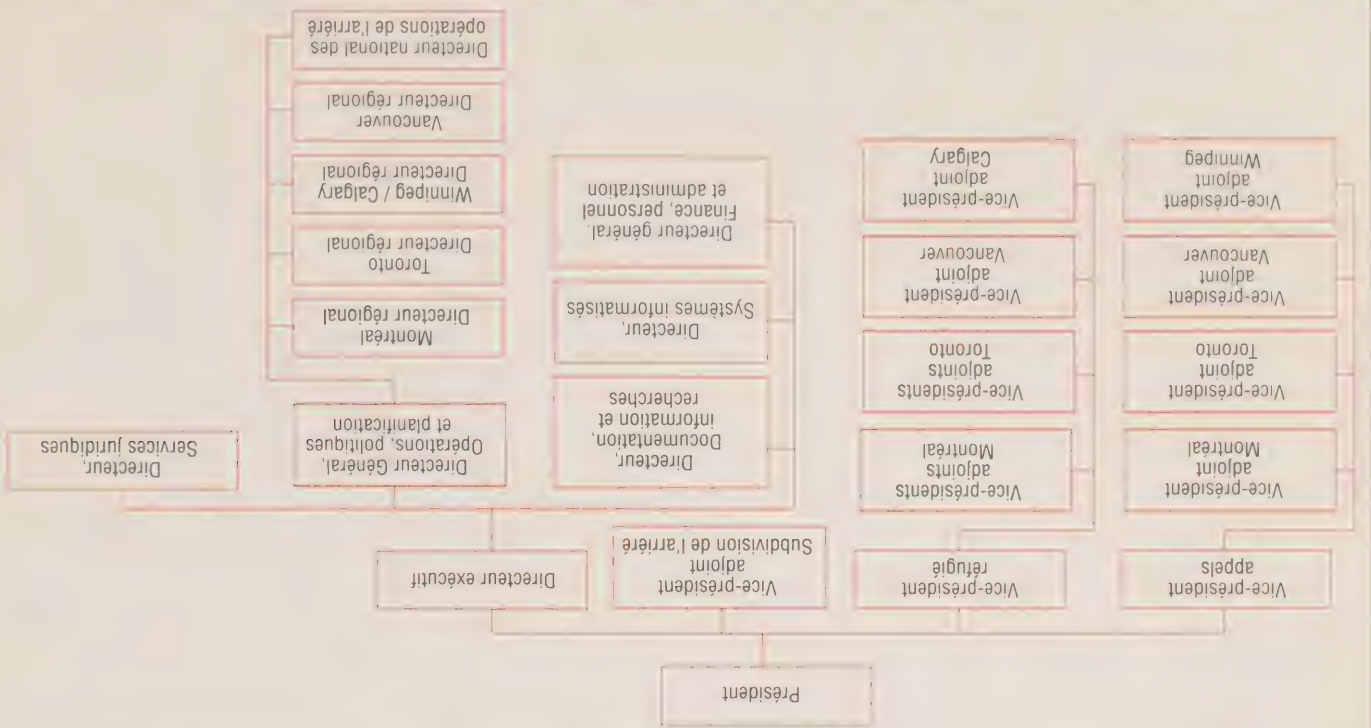 Président
Vice-président
appels
Vice-président
réfugié
Vice-président
adjoint
Subdivision de l'arriéré
Directeur exécutif
Vice-président
adjoint
Montréal
Vice-président
adjoint
Toronto
Vice-président
adjoint
Vancouver
Vice-président
adjoint
Winnipeg
Vice-présidents
adjoints
Montréal
Vice-présidents
adjoints
Toronto
Vice-président
adjoint
Vancouver
Vice-président
adjoint
Calgary
Directeur,
Documentation,
information et
recherches
Directeur,
Systèmes informatisés
Directeur général.
Finance, personnel
et administration
Directeur Général,
Opérations, politiques
et planification
Montréal
Directeur régional
Toronto
Directeur régional
Winnipeg / Calgary
Directeur régional
Vancouver
Directeur régional
Directeur national des
opérations de l'arriéré
Directeur,
Services juridiques